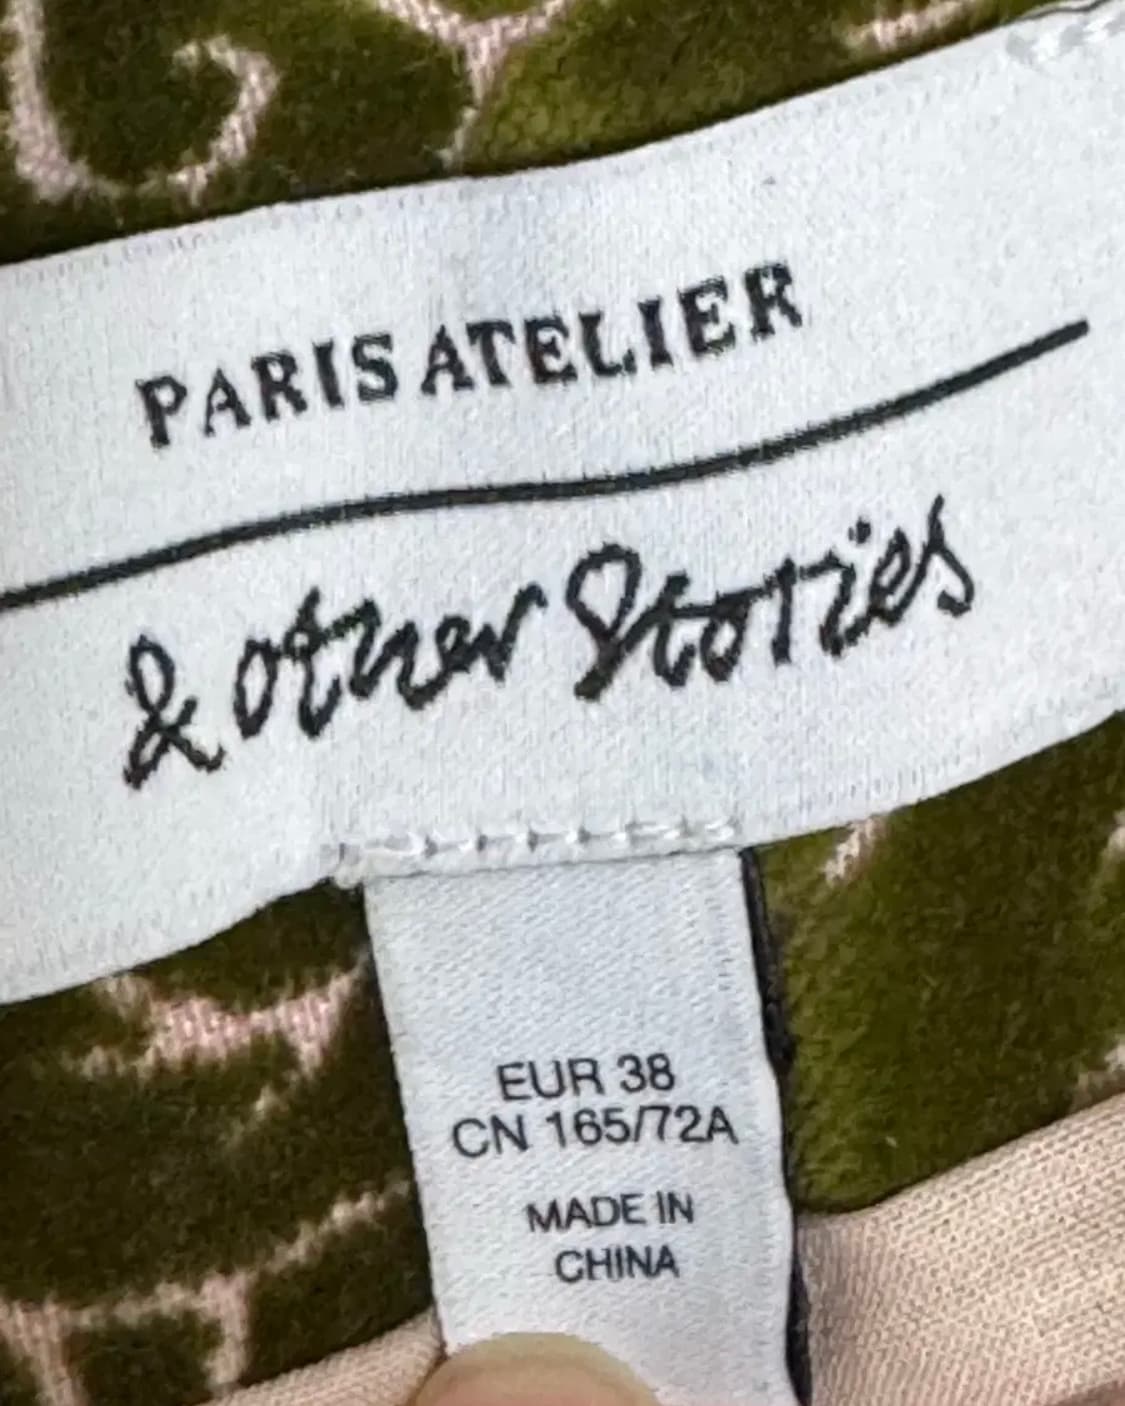 PARIS ATELIER
& other Stories
EUR 38
CN 165/72A
MADE IN
CHINA